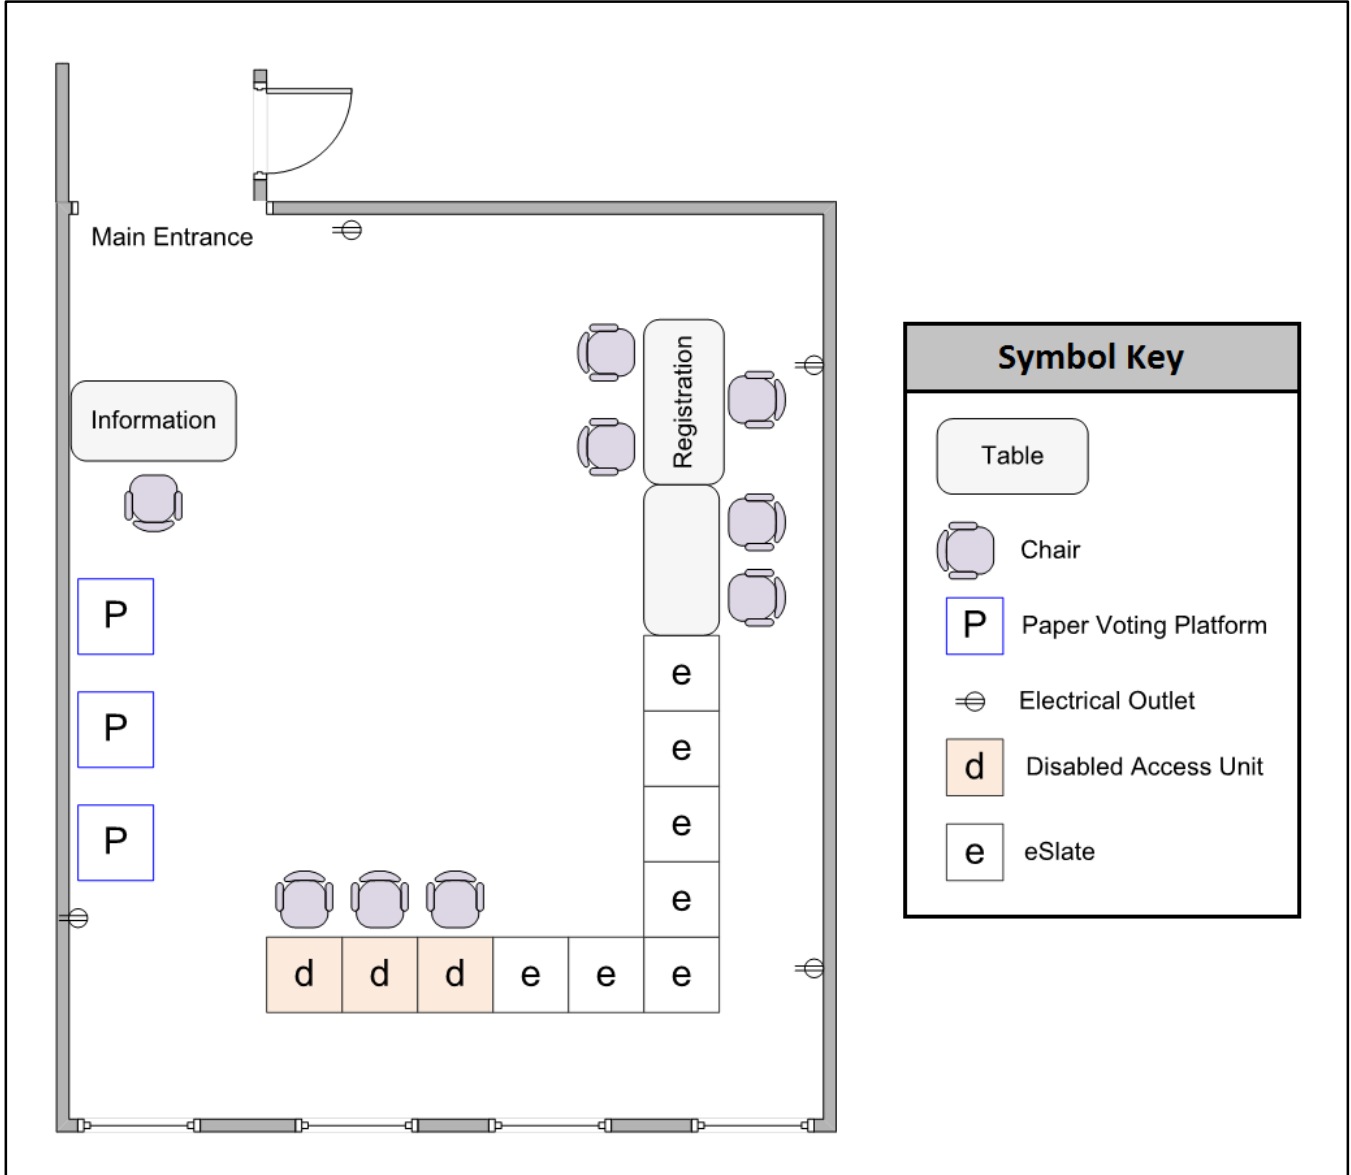 Main Entrance
Information
Registration
P
P
P
e
e
e
e
d
d
d
e
e
e
Symbol Key
Table
Chair
P
Paper Voting Platform
Electrical Outlet
d
Disabled Access Unit
e
eSlate